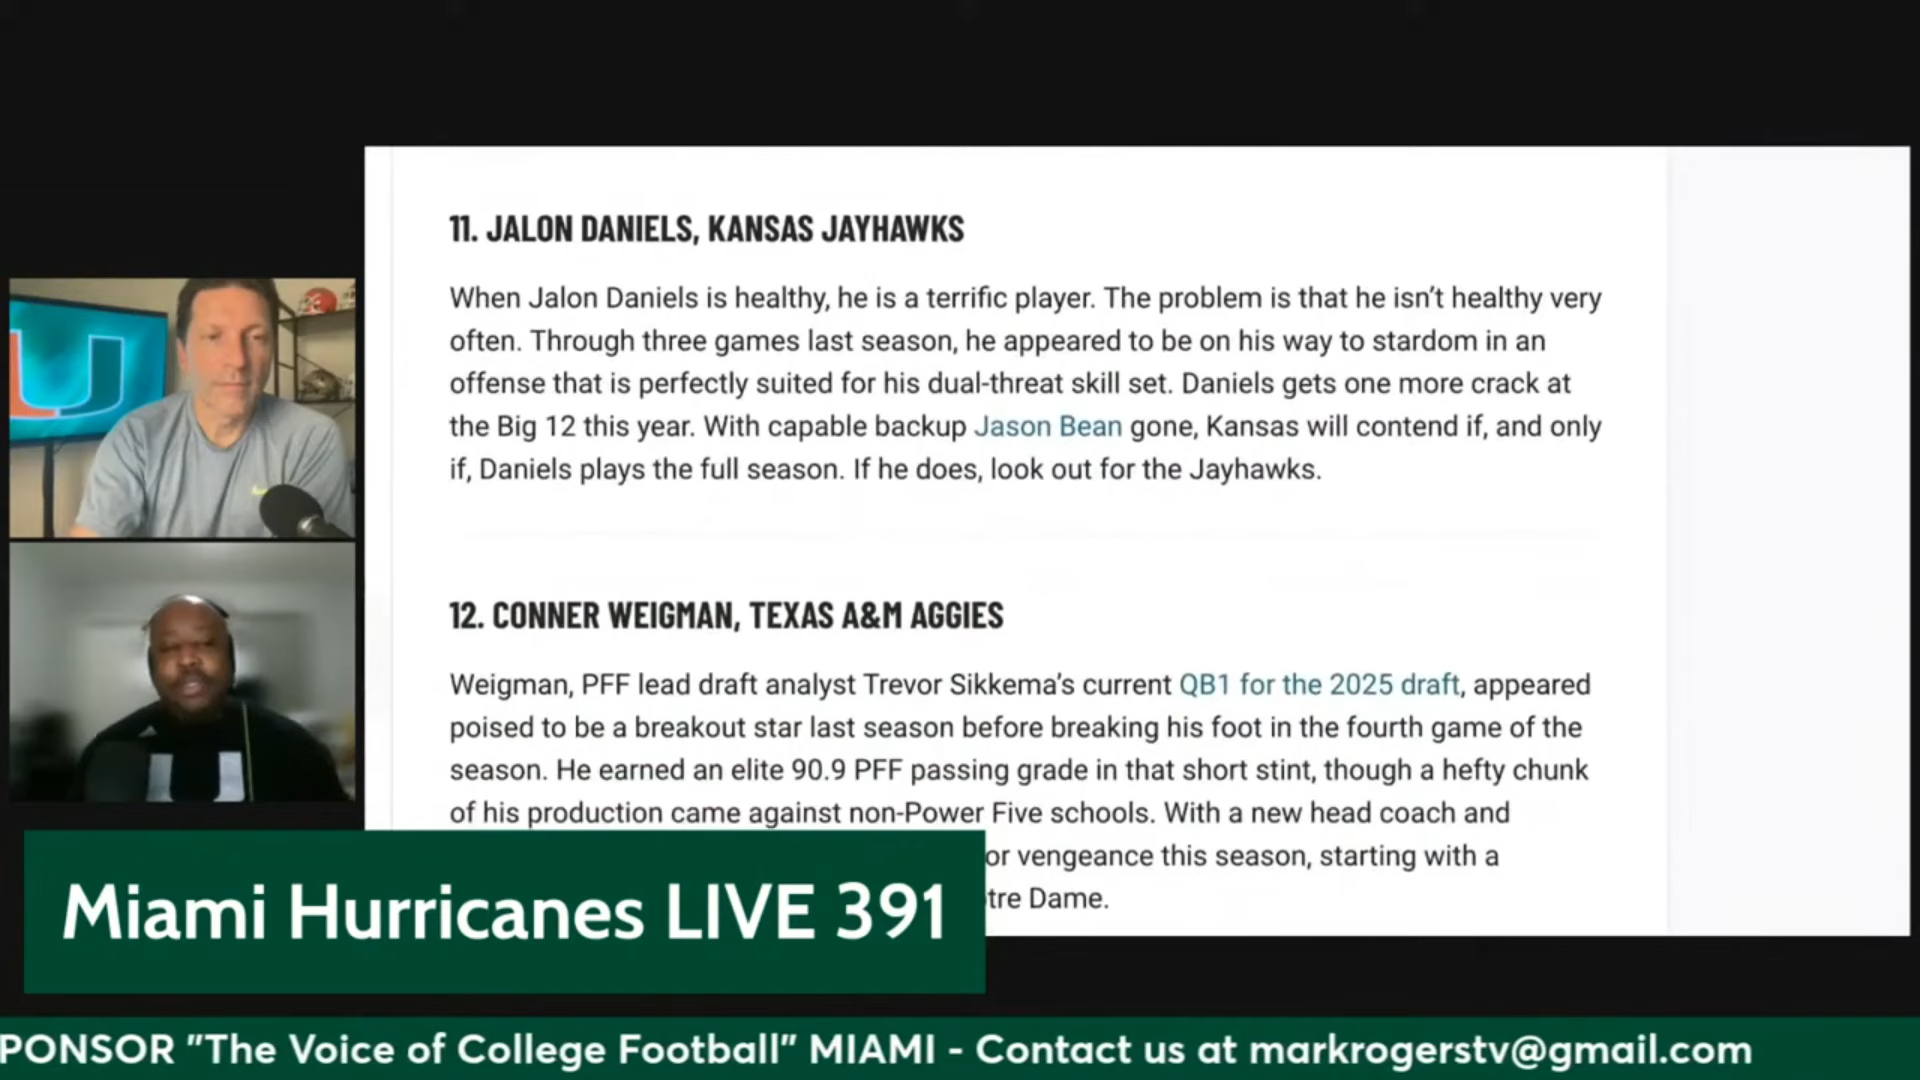 11. JALON DANIELS, KANSAS JAYHAWKS
When Jalon Daniels is healthy, he is a terrific player. The problem is that he isn't healthy very
often. Through three games last season, he appeared to be on his way to stardom in an
offense that is perfectly suited for his dual-threat skill set. Daniels gets one more crack at
the Big 12 this year. With capable backup Jason Bean gone, Kansas will contend if, and only
if, Daniels plays the full season. If he does, look out for the Jayhawks.
12. CONNER WEIGMAN, TEXAS A&M AGGIES
Weigman, PFF lead draft analyst Trevor Sikkema's current QB1 for the 2025 draft, appeared
poised to be a breakout star last season before breaking his foot in the fourth game of the
season. He earned an elite 90.9 PFF passing grade in that short stint, though a hefty chunk
of his production came against non-Power Five schools. With a new head coach and
or vengeance this season, starting with a
tre Dame.
U
U
Miami Hurricanes LIVE 391
PONSOR "The Voice of College Football" MIAMI - Contact us at markrogerstv@gmail.com